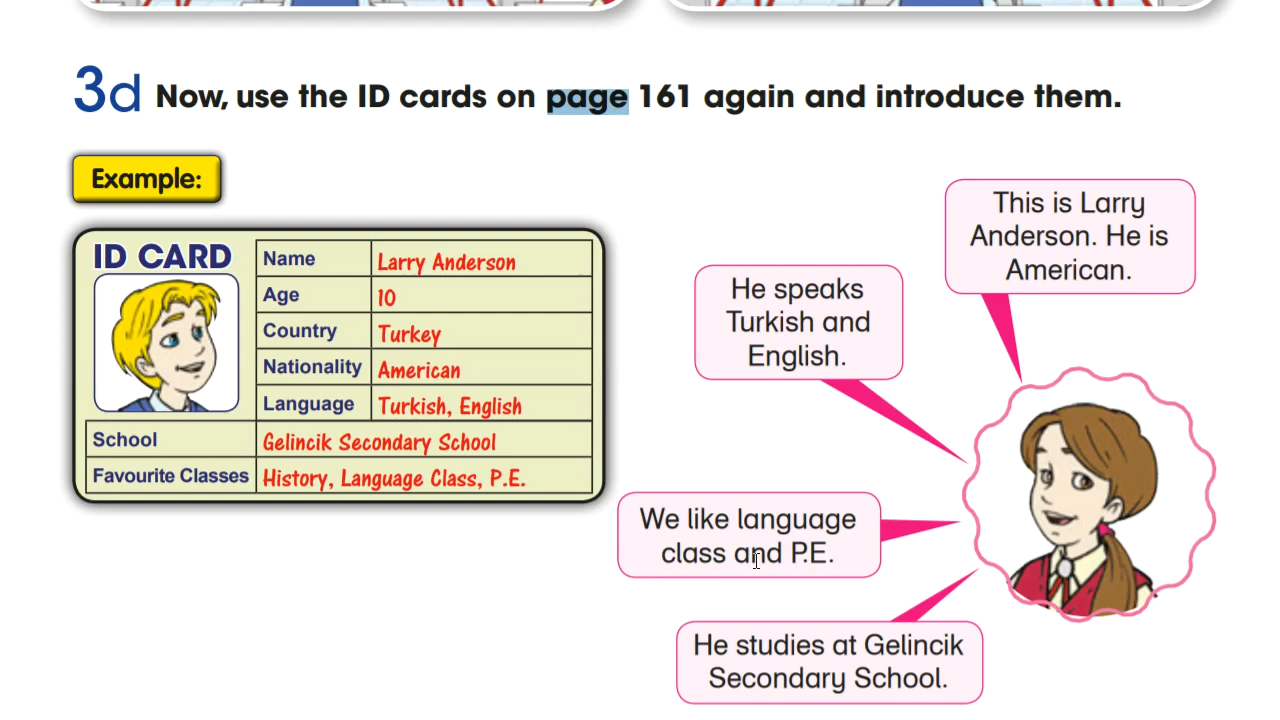 3d Now, use the ID cards on page 161 again and introduce them.
Example:
ID CARD
Name Larry Anderson
Age 10
Country Turkey
Nationality American
Language Turkish, English
School Gelincik Secondary School
Favourite Classes History, Language Class, P.E.
This is Larry
Anderson. He is
American.
He speaks
Turkish and
English.
We like language
class and P.E.
He studies at Gelincik
Secondary School.